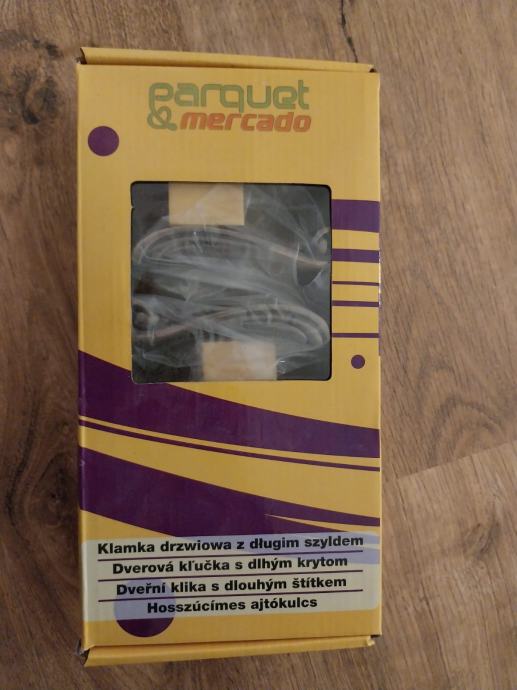 parquet
& mercado
Klamka drzwiowa z długim szyldem
Dverová kľučka s dlhým krytom
Dveřní klika s dlouhým štítkem
Hosszúcímes ajtókulcs